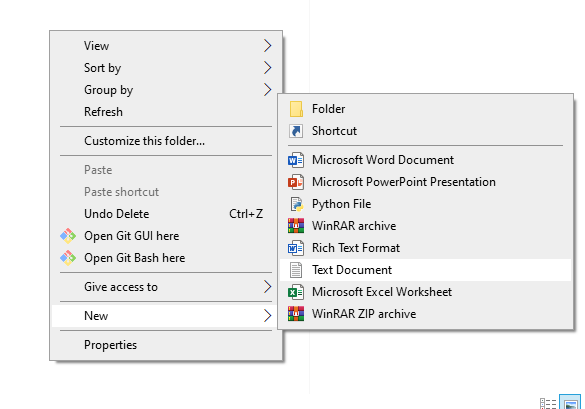 View
Sort by
Group by
Refresh
Customize this folder...
Paste
Paste shortcut
Undo Delete Ctrl+Z
Open Git GUI here
Open Git Bash here
Give access to
New
Properties
Folder
Shortcut
Microsoft Word Document
Microsoft PowerPoint Presentation
Python File
WinRAR archive
Rich Text Format
Text Document
Microsoft Excel Worksheet
WinRAR ZIP archive